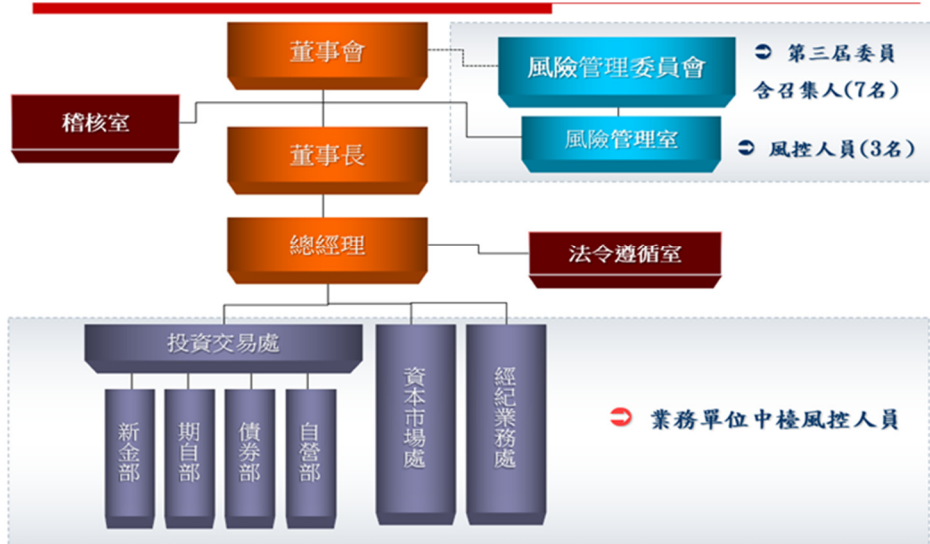 董事會
風險管理委員會
第三屆委員
含召集人(7名)
稽核室
董事長
風險管理室
風控人員(3名)
總經理
法令遵循室
投資交易處
資本市場處
經紀業務處
新金部
期自部
債券部
自營部
業務單位中檯風控人員